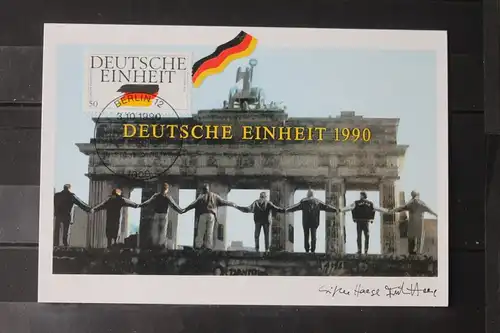 DEUTSCHE
EINHEIT
50
BERLIN 12
3.10.1990
DEUTSCHE EINHEIT 1990